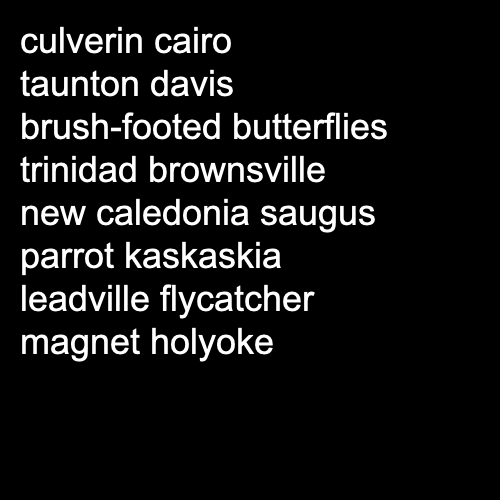 culverin cairo
taunton davis
brush-footed butterflies
trinidad brownsville
new caledonia saugus
parrot kaskaskia
leadville flycatcher
magnet holyoke